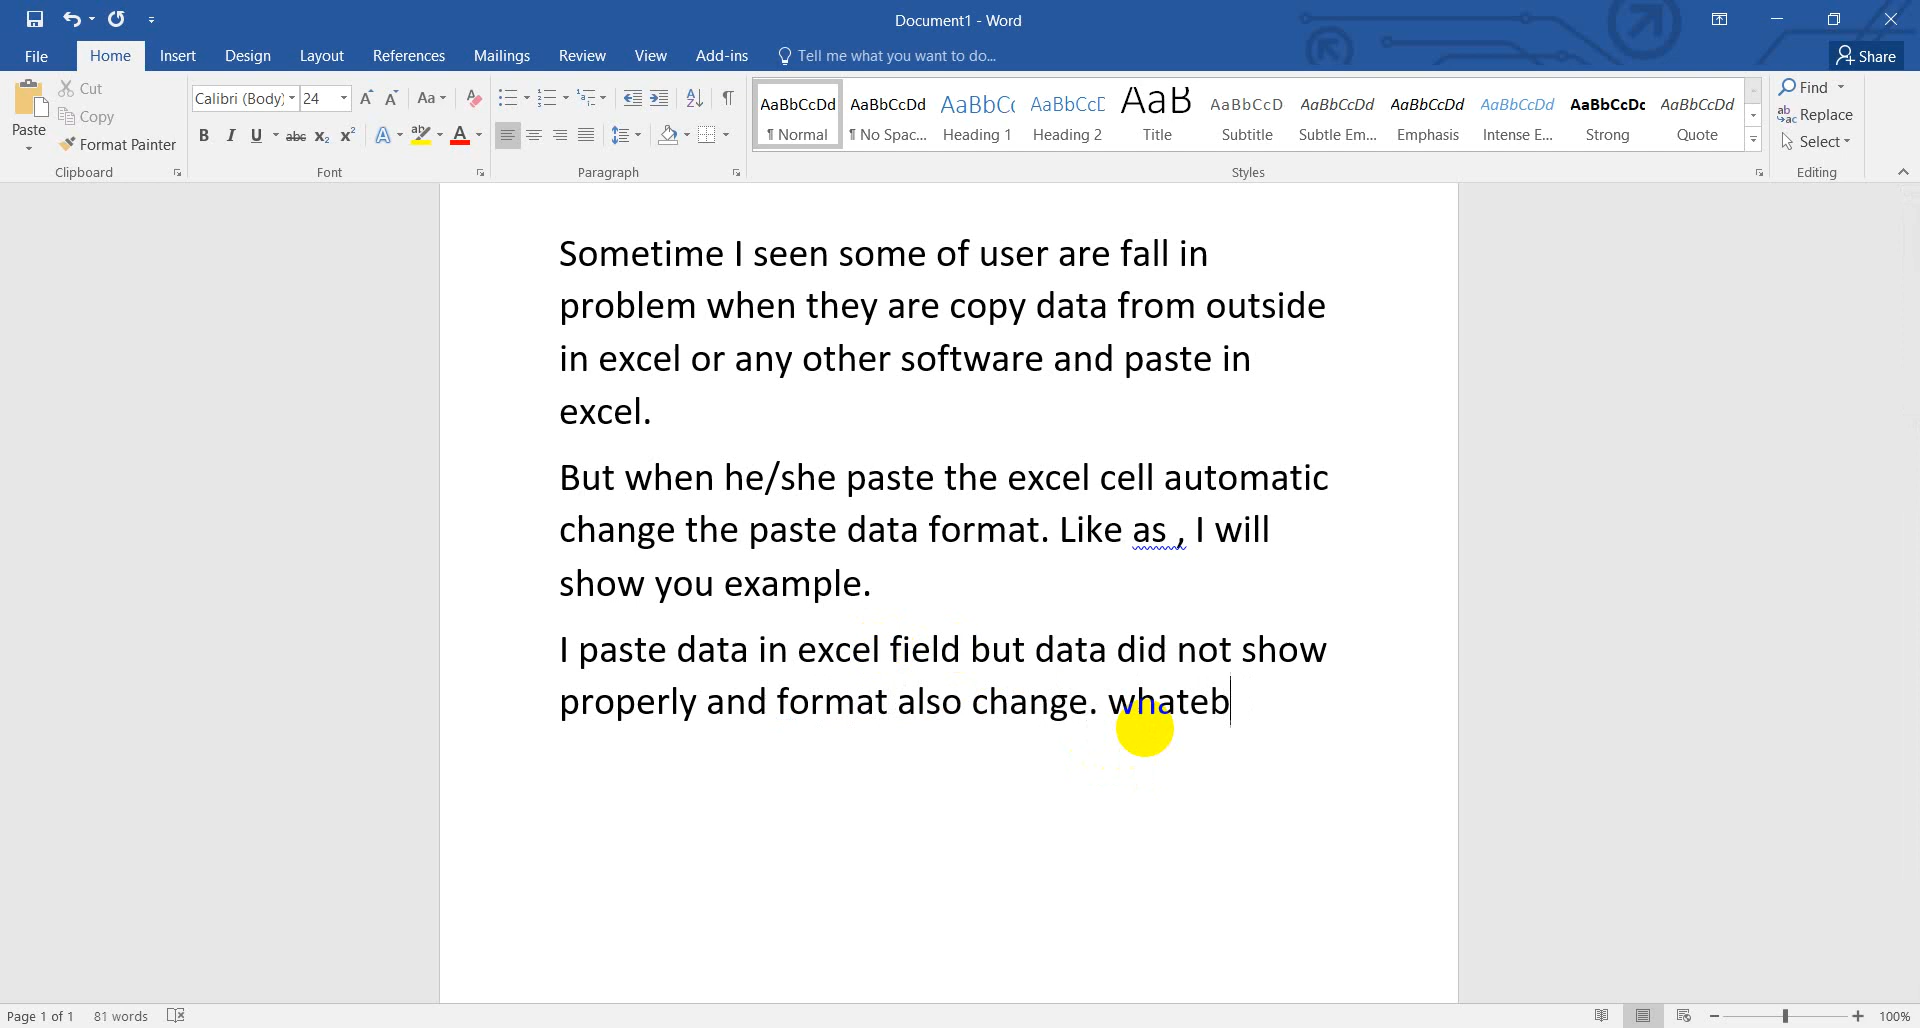 Document1 - Word
File Home Insert Design Layout References Mailings Review View Add-ins Tell me what you want to do... Share
Paste
Cut
Copy
Format Painter
Clipboard
Calibri (Body) 24
Font
Paragraph
AaBbCcDd AaBbCcDd AaBbCc AaBbCcD AaB AaBbCcD AaBbCcDd AaBbCcDd AaBbCcDd AaBbCcDc AaBbCcDd
¶ Normal ¶ No Spac... Heading 1 Heading 2 Title Subtitle Subtle Em... Emphasis Intense E... Strong Quote
Styles
Find
Replace
Select
Editing
Sometime I seen some of user are fall in
problem when they are copy data from outside
in excel or any other software and paste in
excel.
But when he/she paste the excel cell automatic
change the paste data format. Like as , I will
show you example.
I paste data in excel field but data did not show
properly and format also change. whateb
Page 1 of 1 81 words 100%